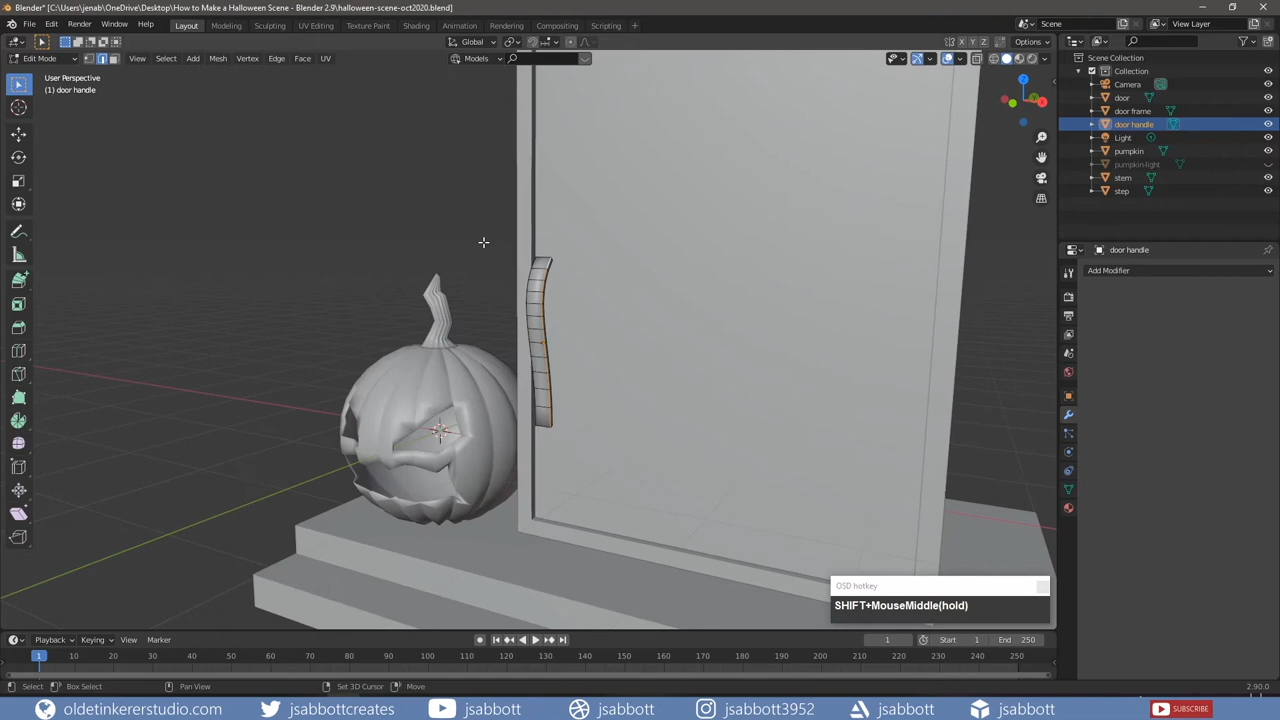 Blender* [C:\Users\jenab\OneDrive\Desktop\How to Make a Halloween Scene - Blender 2.9\halloween-scene-oct2020.blend]
File Edit Render Window Help Layout Modeling Sculpting UV Editing Texture Paint Shading Animation Rendering Compositing Scripting + Scene View Layer
Global X Y Z Options
Edit Mode View Select Add Mesh Vertex Edge Face UV Models
User Perspective
(1) door handle
Scene Collection
Collection
Camera
door
door frame
door handle
Light
pumpkin
pumpkin-light
stem
step
door handle
Add Modifier
OSD hotkey
SHIFT+MouseMiddle(hold)
Playback Keying View Marker 1 Start 1 End 250
1 10 20 30 40 50 60 70 80 90 100 110 120 130 140 150 160 170 180 190 200 210 220 230 240 250
Select Box Select Pan View Set 3D Cursor Move 2.90.0
oldetinkererstudio.com jsabbottcreates jsabbott jsabbott jsabbott3952 jsabbott jsabbott SUBSCRIBE